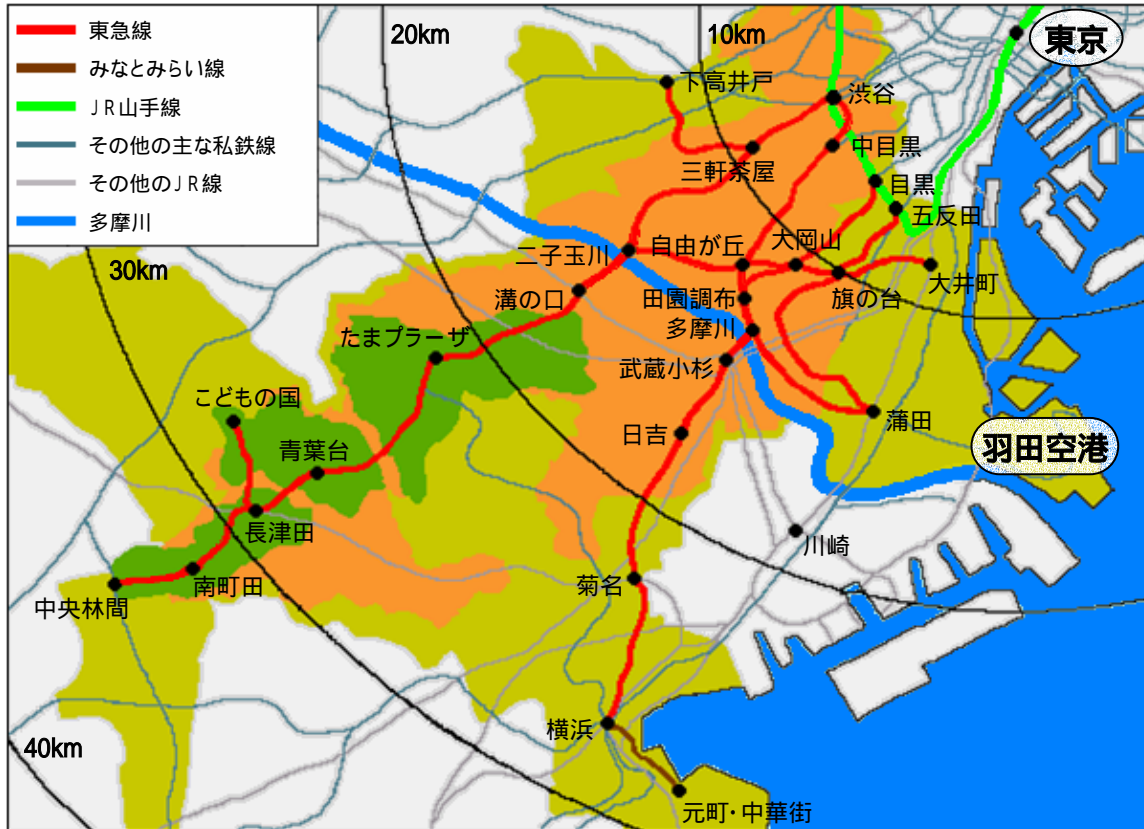 東急線
みなとみらい線
JR山手線
その他の主な私鉄線
その他のJR線
多摩川
20km
10km
東京
下高井戸
渋谷
中目黒
三軒茶屋
目黒
五反田
二子玉川
自由が丘
大岡山
30km
溝の口
田園調布
旗の台
大井町
たまプラーザ
多摩川
武蔵小杉
こどもの国
蒲田
日吉
羽田空港
青葉台
長津田
川崎
南町田
菊名
中央林間
横浜
40km
元町・中華街